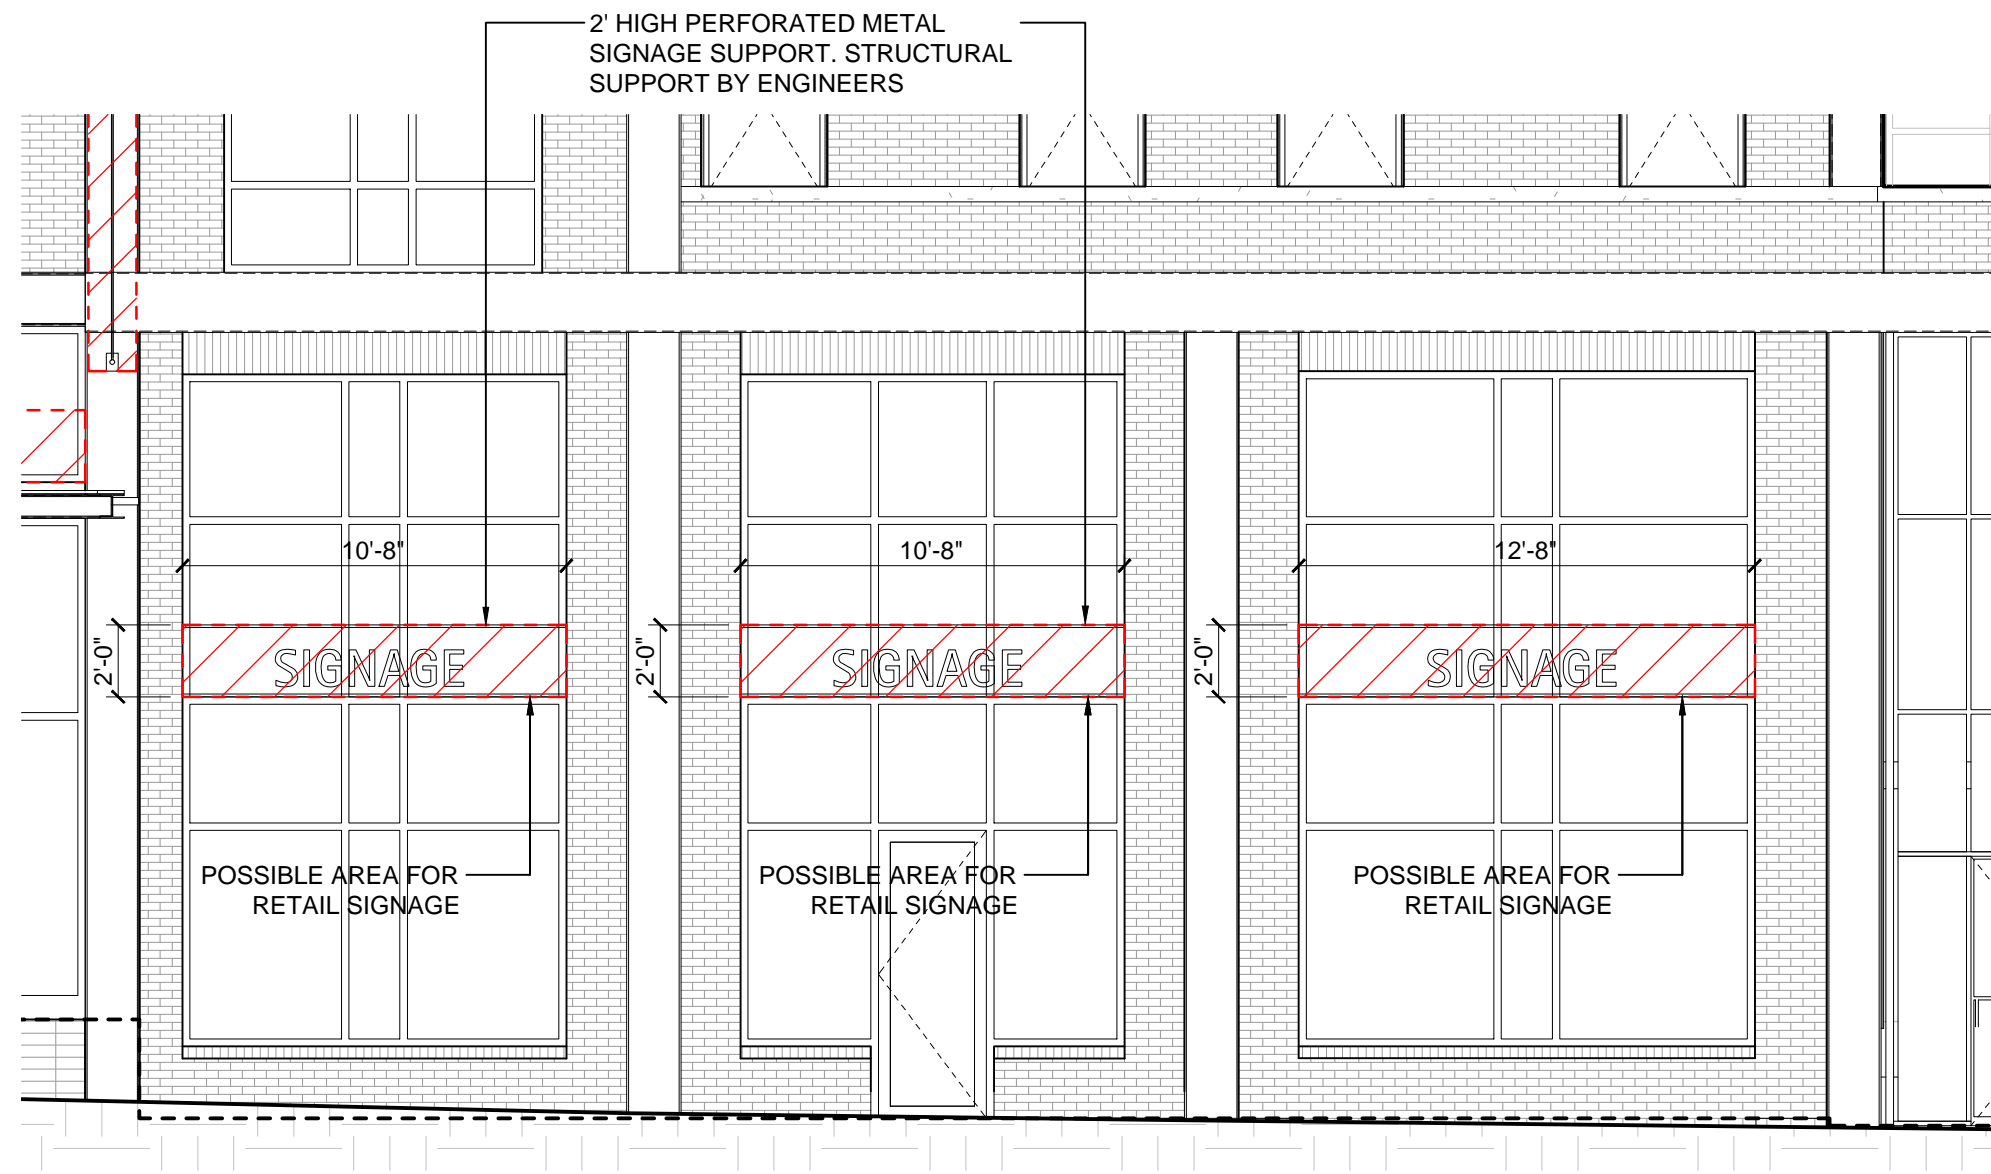 2' HIGH PERFORATED METAL
SIGNAGE SUPPORT. STRUCTURAL
SUPPORT BY ENGINEERS
10'-8"
10'-8"
12'-8"
2'-0"
SIGNAGE
2'-0"
SIGNAGE
2'-0"
SIGNAGE
POSSIBLE AREA FOR
RETAIL SIGNAGE
POSSIBLE AREA FOR
RETAIL SIGNAGE
POSSIBLE AREA FOR
RETAIL SIGNAGE